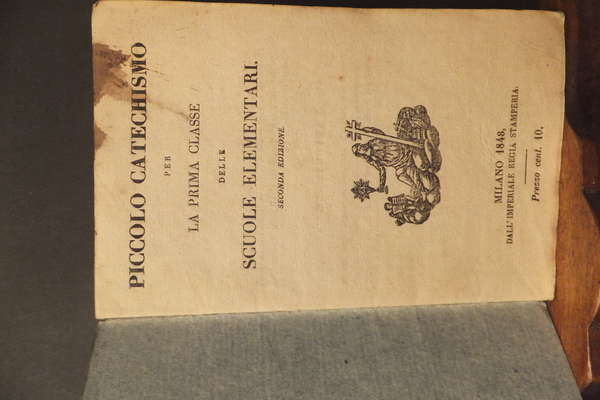 PICCOLO CATECHISMO
PER
LA PRIMA CLASSE
DELLE
SCUOLE ELEMENTARI.
SECONDA EDIZIONE
MILANO 1848,
DALL' IMPERIALE REGIA STAMPERIA.
Prezzo cent. 10.